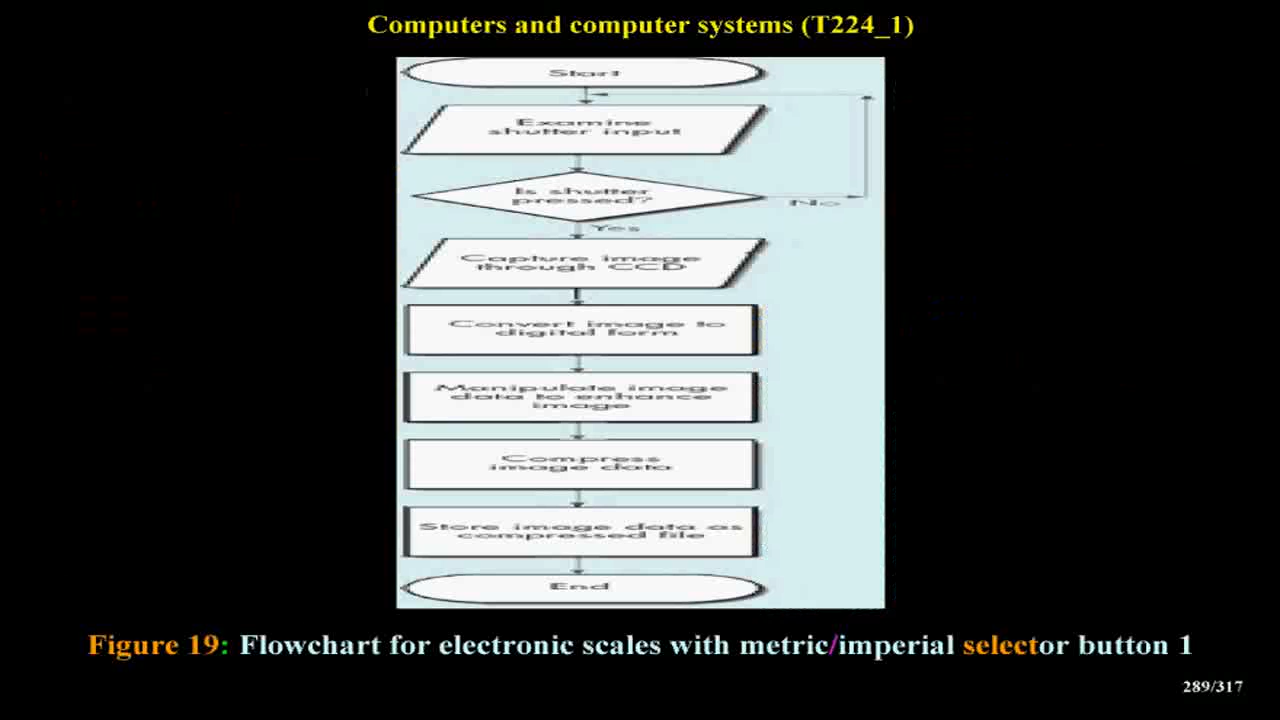 Computers and computer systems (T224_1)
Start
Examine
shutter input
Is shutter
pressed?
No
Yes
Capture image
through CCD
Convert image to
digital form
Manipulate image
data to enhance
image
Compress
image data
Store image data as
compressed file
End
Figure 19: Flowchart for electronic scales with metric/imperial selector button 1
289/317